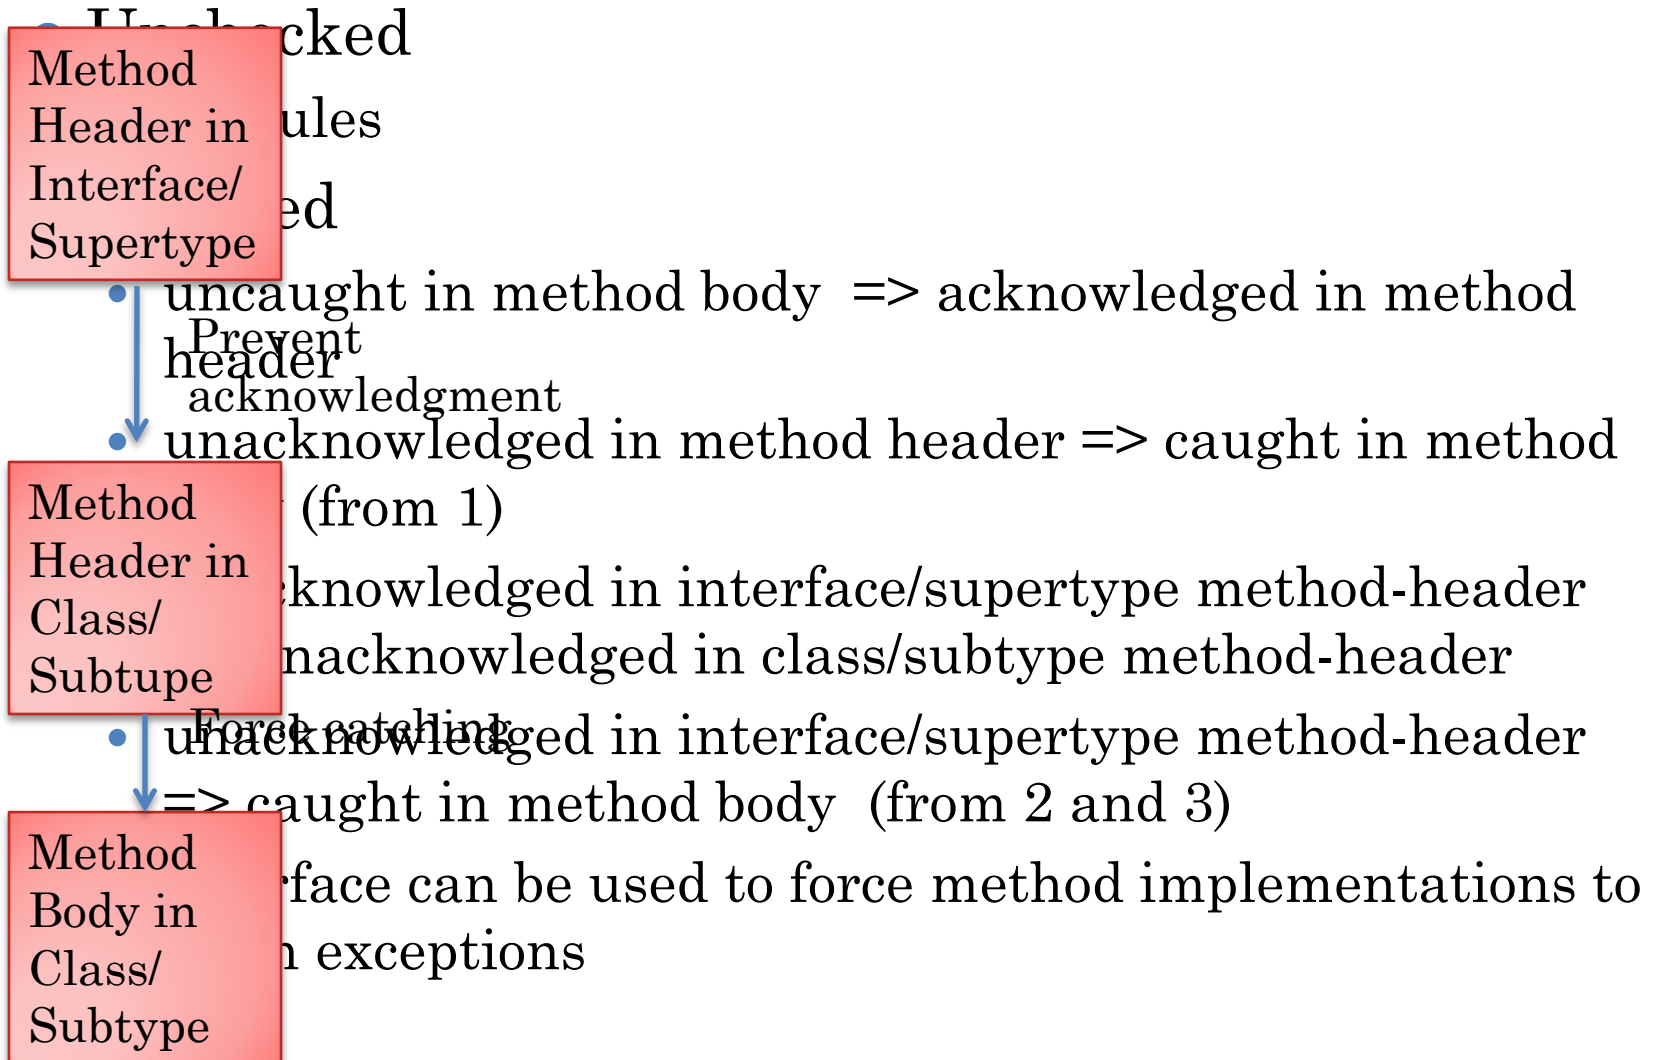 Unchecked
ules
ed
uncaught in method body => acknowledged in method
header
unacknowledged in method header => caught in method
(from 1)
cknowledged in interface/supertype method-header
nacknowledged in class/subtype method-header
unacknowledged in interface/supertype method-header
=> caught in method body (from 2 and 3)
rface can be used to force method implementations to
n exceptions
Method
Header in
Interface/
Supertype
Prevent
acknowledgment
Method
Header in
Class/
Subtupe
Force catching
Method
Body in
Class/
Subtype